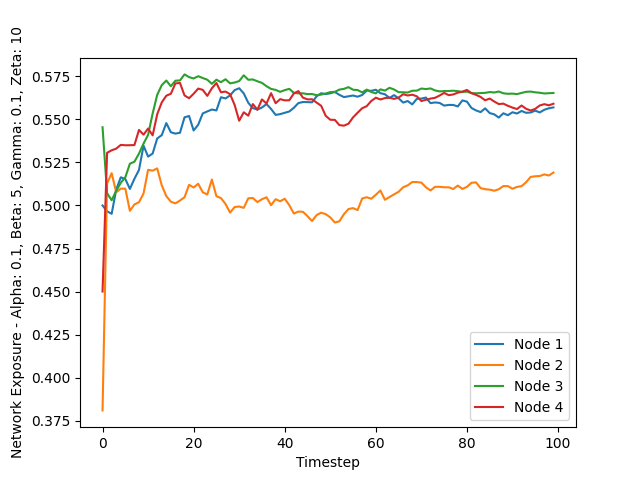 Network Exposure - Alpha: 0.1, Beta: 5, Gamma: 0.1, Zeta: 10
0.575
0.550
0.525
0.500
0.475
0.450
0.425
0.400
0.375
0
20
40
60
80
100
Timestep
Node 1
Node 2
Node 3
Node 4